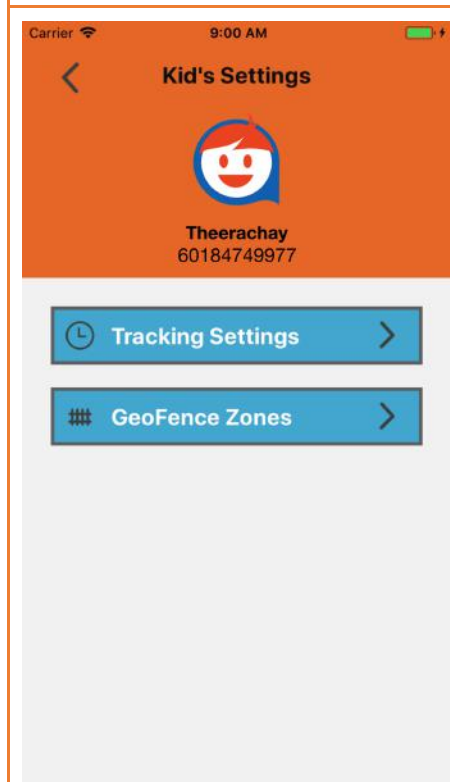 Carrier 9:00 AM
Kid's Settings
Theerachay
60184749977
Tracking Settings
GeoFence Zones